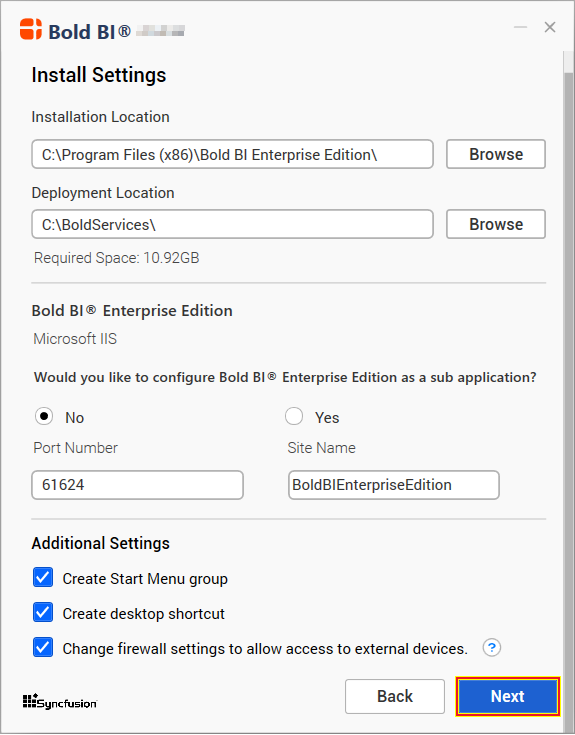 Bold BI®
Install Settings
Installation Location
C:\Program Files (x86)\Bold BI Enterprise Edition\
Browse
Deployment Location
C:\BoldServices\
Browse
Required Space: 10.92GB
Bold BI® Enterprise Edition
Microsoft IIS
Would you like to configure Bold BI® Enterprise Edition as a sub application?
No
Yes
Port Number
Site Name
61624
BoldBIEnterpriseEdition
Additional Settings
Create Start Menu group
Create desktop shortcut
Change firewall settings to allow access to external devices. ?
Syncfusion
Back
Next